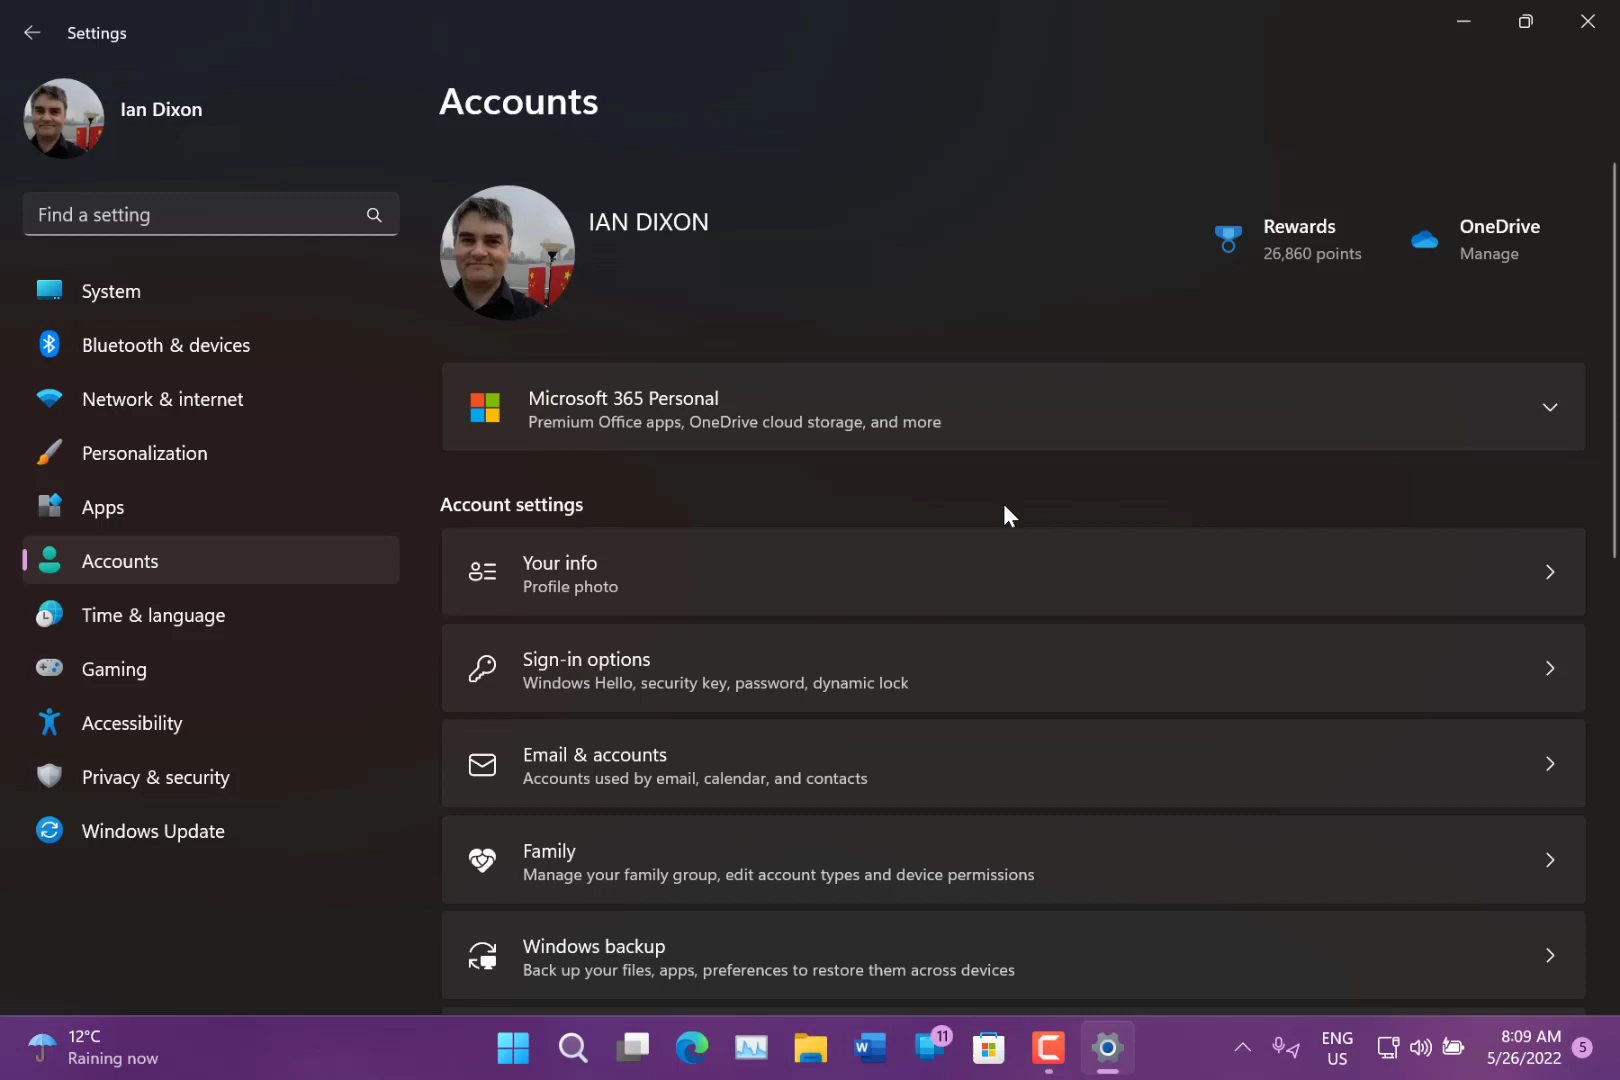 Settings
Ian Dixon
Find a setting
System
Bluetooth & devices
Network & internet
Personalization
Apps
Accounts
Time & language
Gaming
Accessibility
Privacy & security
Windows Update
Accounts
IAN DIXON
Rewards
26,860 points
OneDrive
Manage
Microsoft 365 Personal
Premium Office apps, OneDrive cloud storage, and more
Account settings
Your info
Profile photo
Sign-in options
Windows Hello, security key, password, dynamic lock
Email & accounts
Accounts used by email, calendar, and contacts
Family
Manage your family group, edit account types and device permissions
Windows backup
Back up your files, apps, preferences to restore them across devices
12°C
Raining now
W
11
ENG
US
8:09 AM
5/26/2022
5